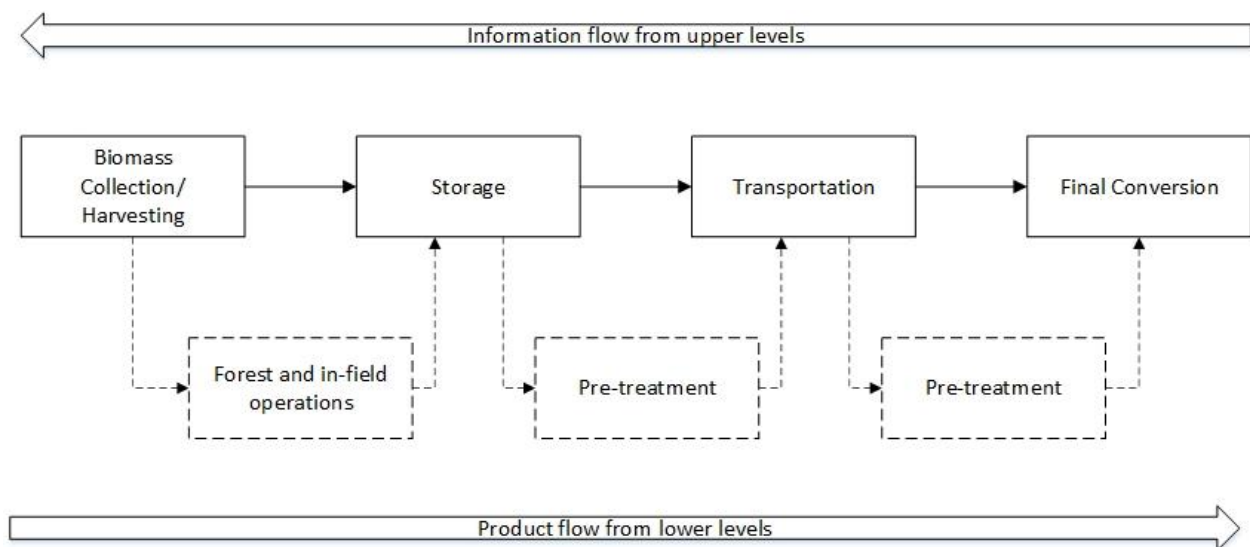 Information flow from upper levels
Biomass
Collection/
Harvesting
Storage
Transportation
Final Conversion
Forest and in-field
operations
Pre-treatment
Pre-treatment
Product flow from lower levels